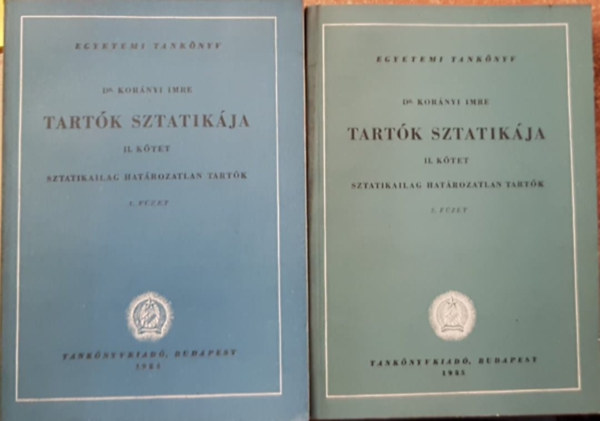 EGYETEMI TANKÖNYV
DR. KORÁNYI IMRE
TARTÓK SZTATIKÁJA
II. KÖTET
SZTATIKAILAG HATÁROZATLAN TARTÓK
FÜZET
TANKÖNYVKIADÓ, BUDAPEST
EGYETEMI TANKÖNYV
DR. KORÁNYI IMRE
TARTÓK SZTATIKÁJA
II. KÖTET
SZTATIKAILAG HATÁROZATLAN TARTÓK
FÜZET
TANKÖNYVKIADÓ, BUDAPEST